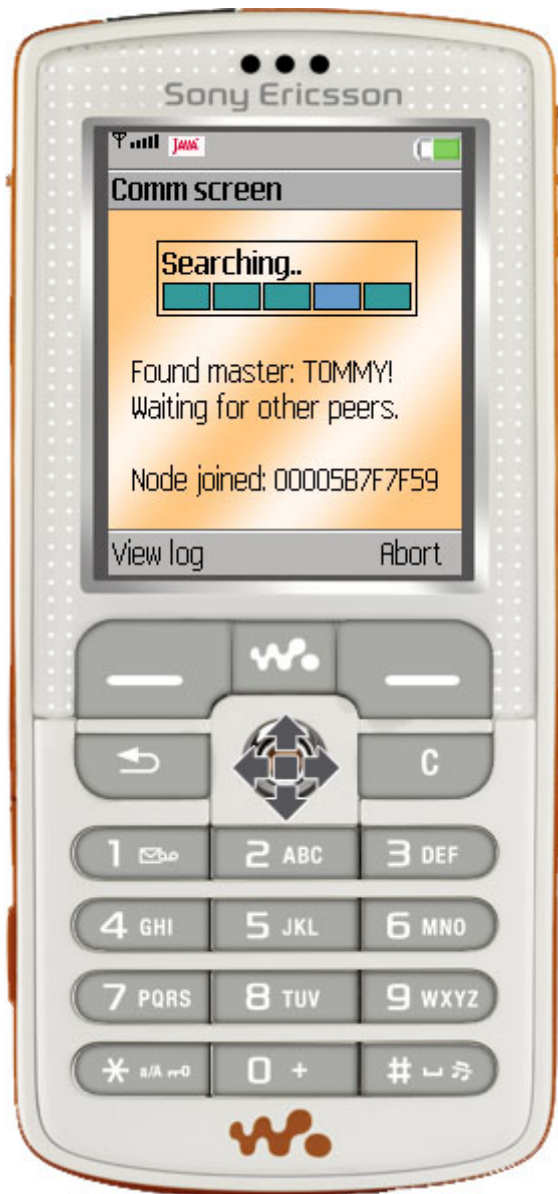 Sony Ericsson
JAVA
Comm screen
Searching..
Found master: TOMMY!
Waiting for other peers.
Node joined: 00005B7F7F59
View log Abort
C
1 2 ABC 3 DEF
4 GHI 5 JKL 6 MNO
7 PQRS 8 TUV 9 WXYZ
* a/A 0 + #